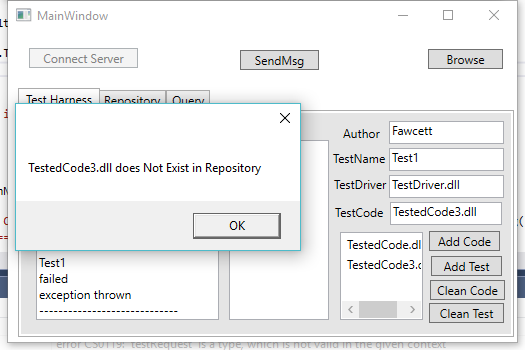 MainWindow
Connect Server
SendMsg
Browse
Test Harness
Repository
Query
TestedCode3.dll does Not Exist in Repository
OK
Author
Fawcett
TestName
Test1
TestDriver
TestDriver.dll
TestCode
TestedCode3.dll
TestedCode.dl
TestedCode3.d
Add Code
Add Test
Clean Code
Clean Test
Test1
failed
exception thrown
----------------------------
error CS0119: 'testRequest' is a type, which is not valid in the given context